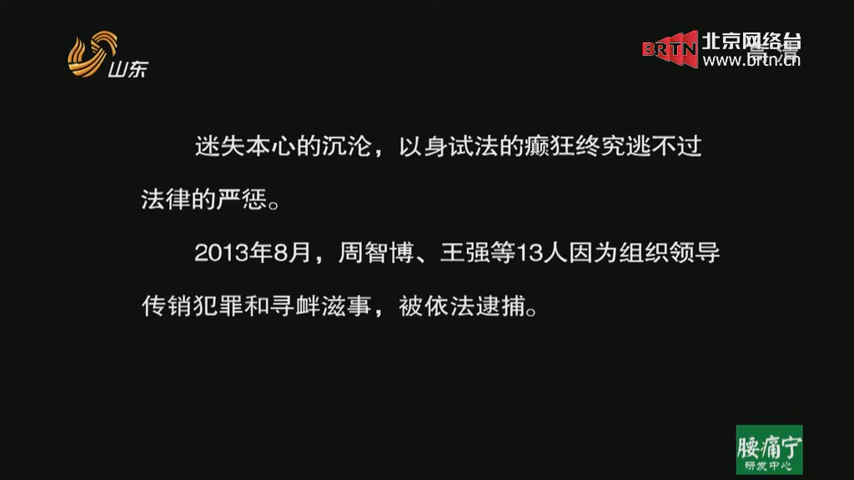 山东
BRTN 北京网络台
高清
www.brtn.cn
迷失本心的沉沦，以身试法的癫狂终究逃不过
法律的严惩。
2013年8月，周智博、王强等13人因为组织领导
传销犯罪和寻衅滋事，被依法逮捕。
腰痛宁
研发中心